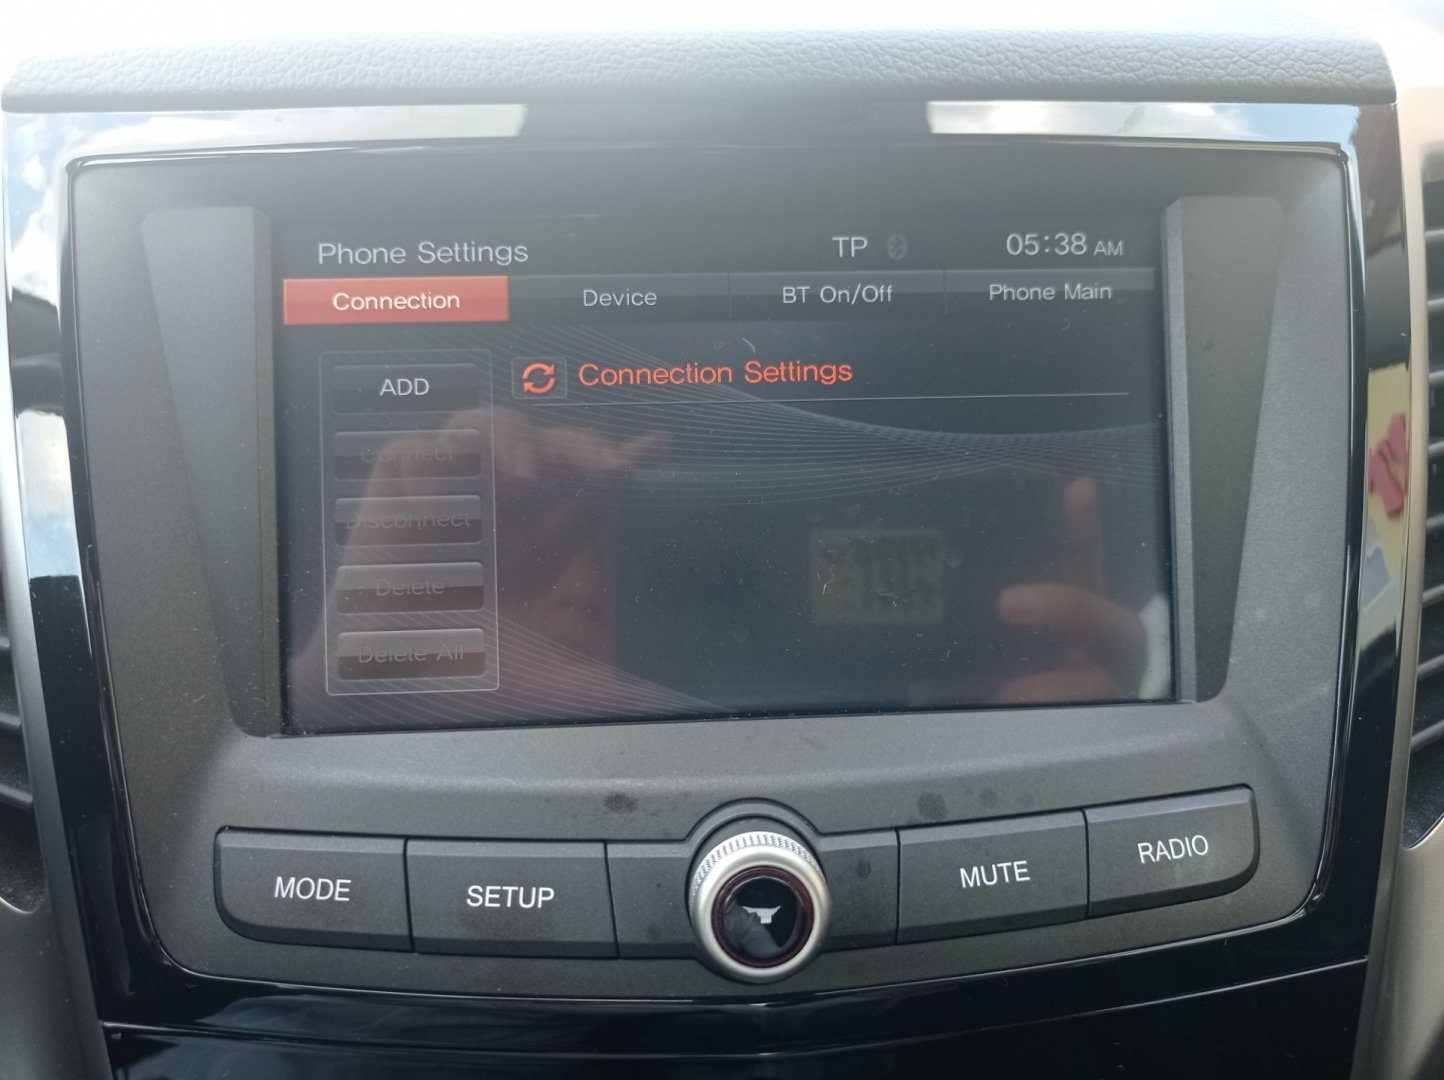 Phone Settings TP 05:38 AM
Connection Device BT On/Off Phone Main
ADD
Connection Settings
Connect
Disconnect
Delete
Delete All
MODE SETUP MUTE RADIO